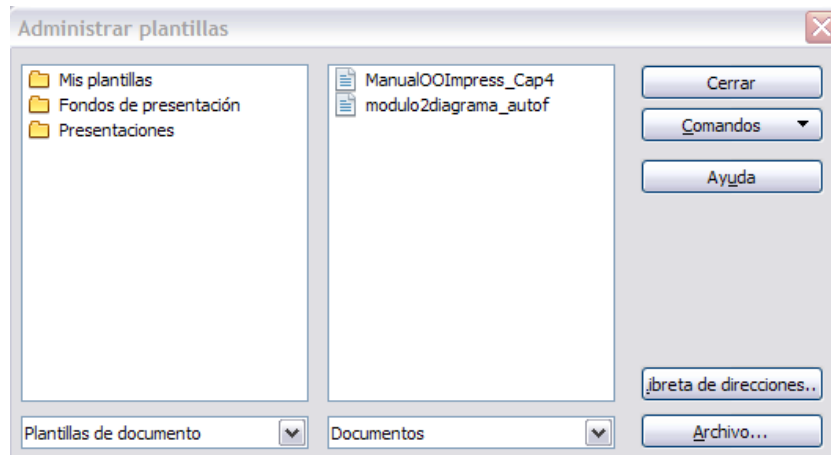 Administrar plantillas
Mis plantillas
Fondos de presentación
Presentaciones
ManualOOImpress_Cap4
modulo2diagrama_autof
Cerrar
Comandos
Ayuda
ibreta de direcciones..
Archivo...
Plantillas de documento
Documentos